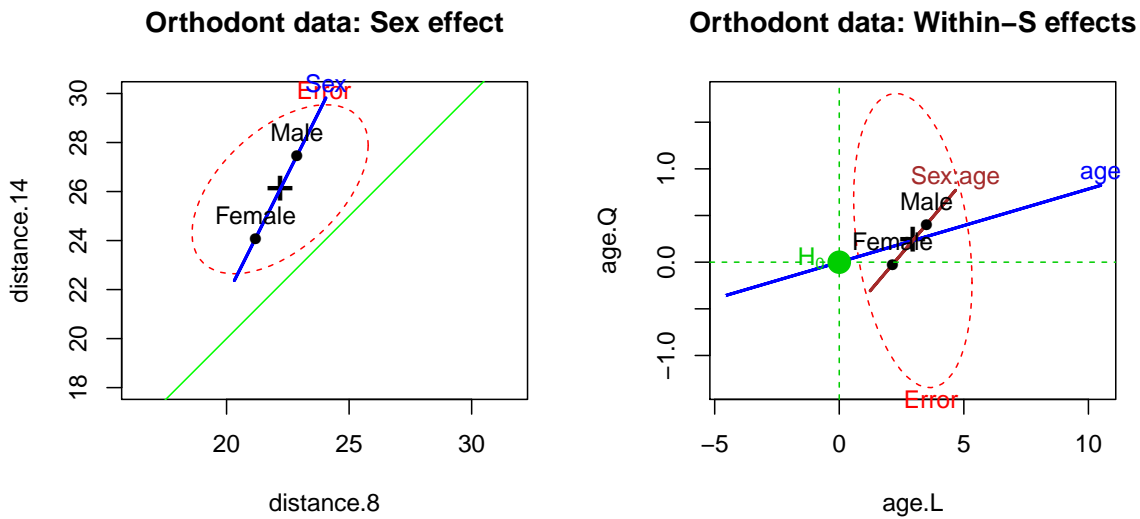 Orthodont data: Sex effect
distance.14
30
28
26
24
22
20
18
Sex
Error
Male
Female
20
25
30
distance.8
Orthodont data: Within−S effects
age.Q
1.0
0.0
−1.0
age
Sex:age
Male
Female
H₀
Error
−5
0
5
10
age.L